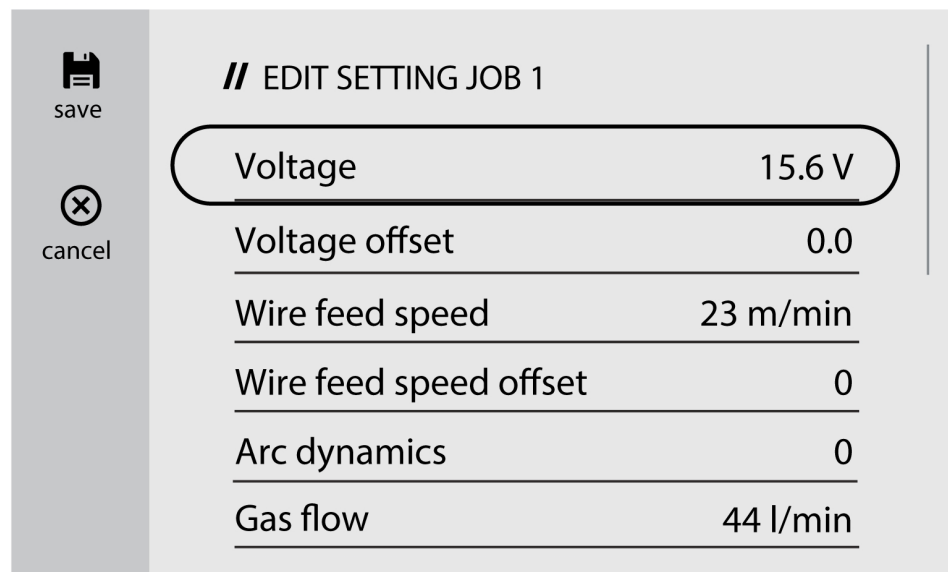 save
cancel
// EDIT SETTING JOB 1
Voltage 15.6 V
Voltage offset 0.0
Wire feed speed 23 m/min
Wire feed speed offset 0
Arc dynamics 0
Gas flow 44 l/min